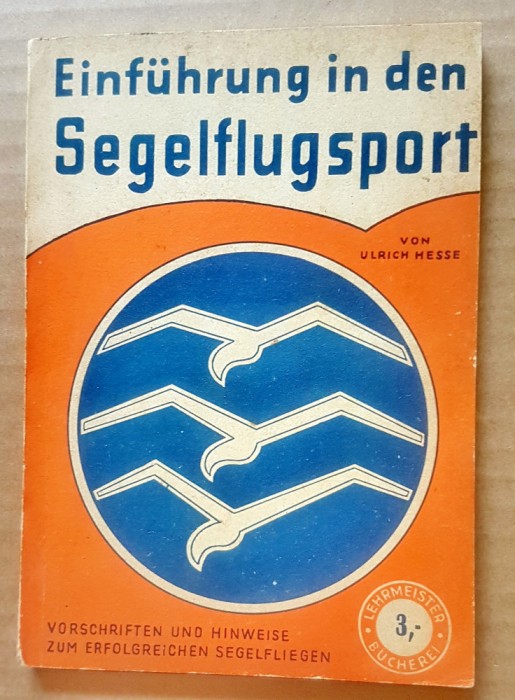 Einführung in den
Segelflugsport
VON
ULRICH HESSE
VORSCHRIFTEN UND HINWEISE
ZUM ERFOLGREICHEN SEGELFLIEGEN
LEHRMEISTER
3,-
BÜCHEREI